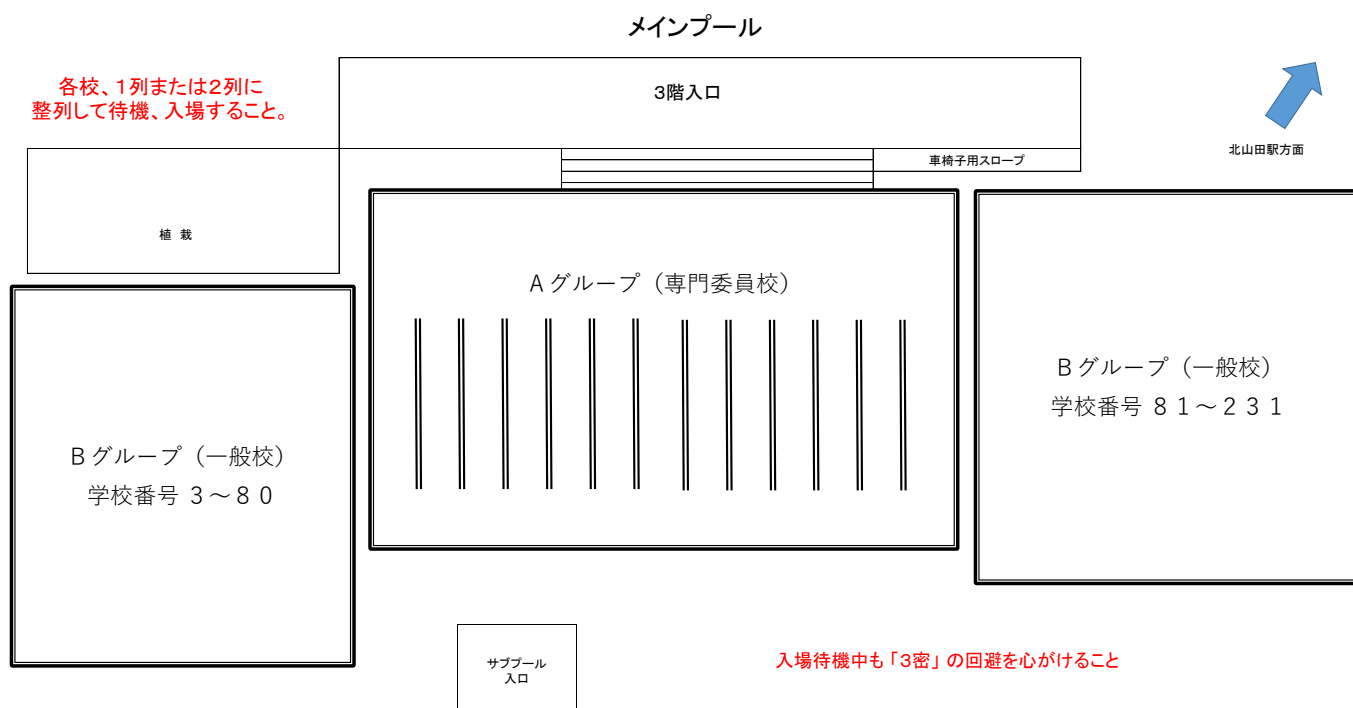 メインプール
各校、１列または２列に
整列して待機、入場すること。
３階入口
北山田駅方面
車椅子用スロープ
植 栽
Ａグループ（専門委員校）
Ｂグループ（一般校）
学校番号 ８１～２３１
Ｂグループ（一般校）
学校番号 ３～８０
サブプール
入口
入場待機中も「３密」の回避を心がけること